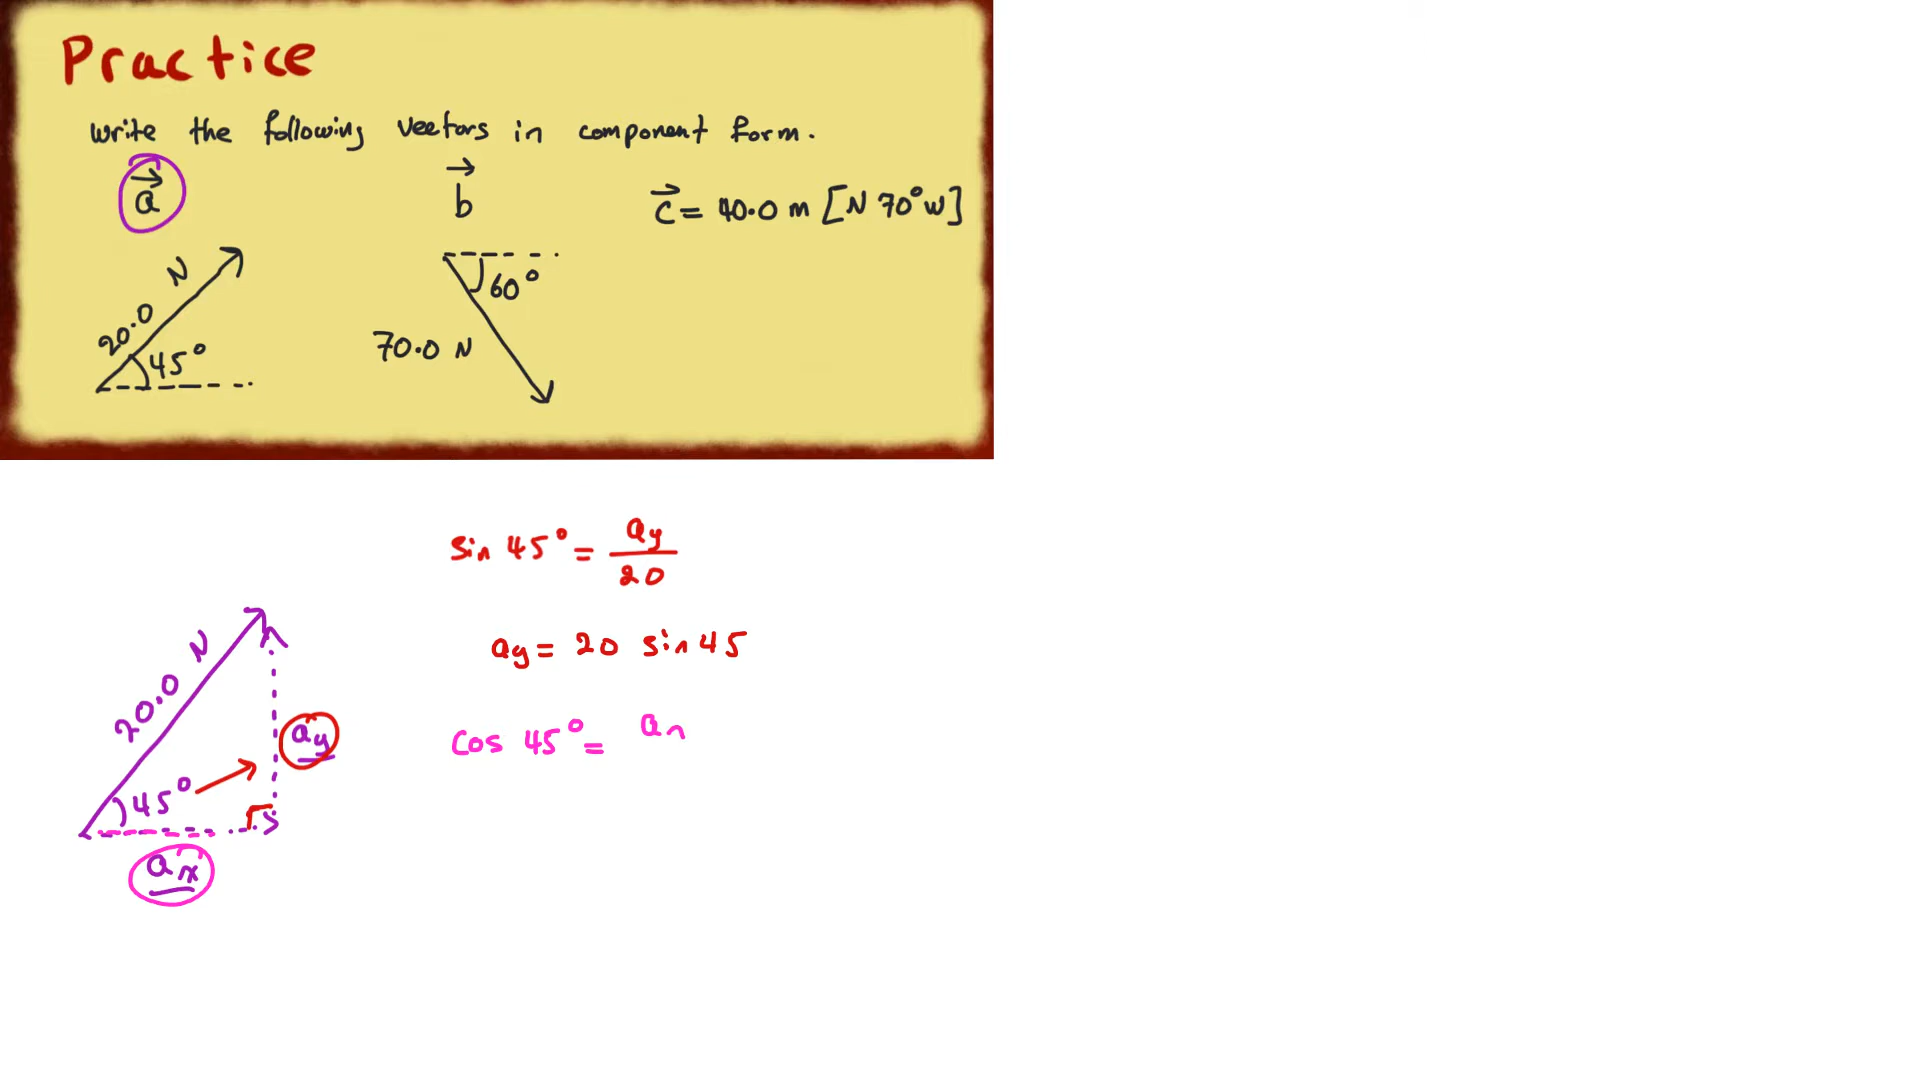 Practice
write the following vectors in component form.
→a
→b
→c = 40.0 m [N 70° W]
20.0 N
45°
60°
70.0 N
sin 45° = ay/20
ay = 20 sin 45
cos 45° = a
20.0 N
45°
ay
ax